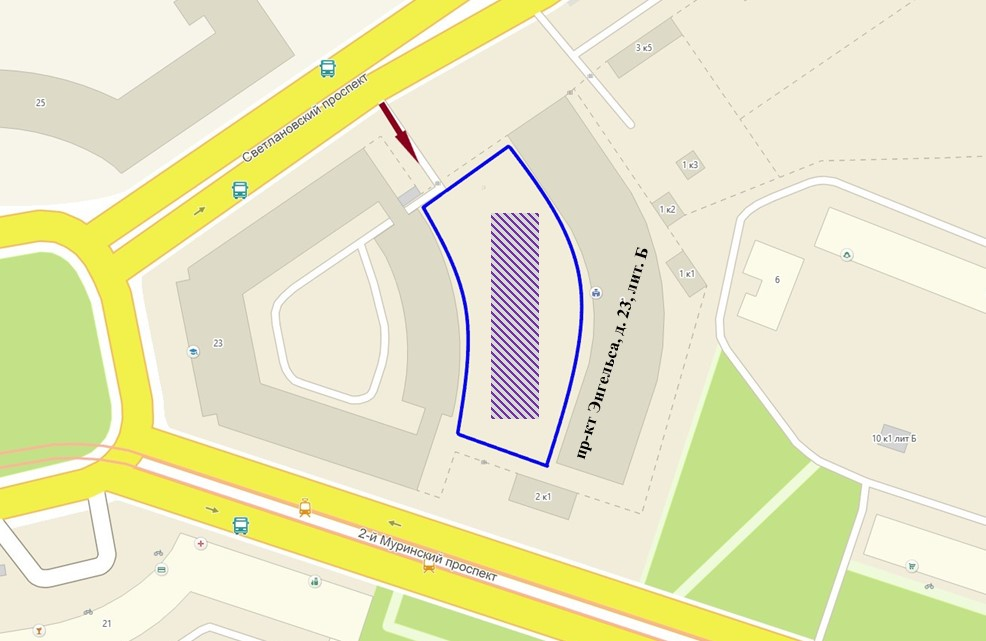 3 к5
25
Светлановский проспект
1 к3
1 к2
1 к1
6
пр-кт Энгельса, д. 23, лит. Б
23
10 к1 лит Б
2 к1
2-й Муринский проспект
21